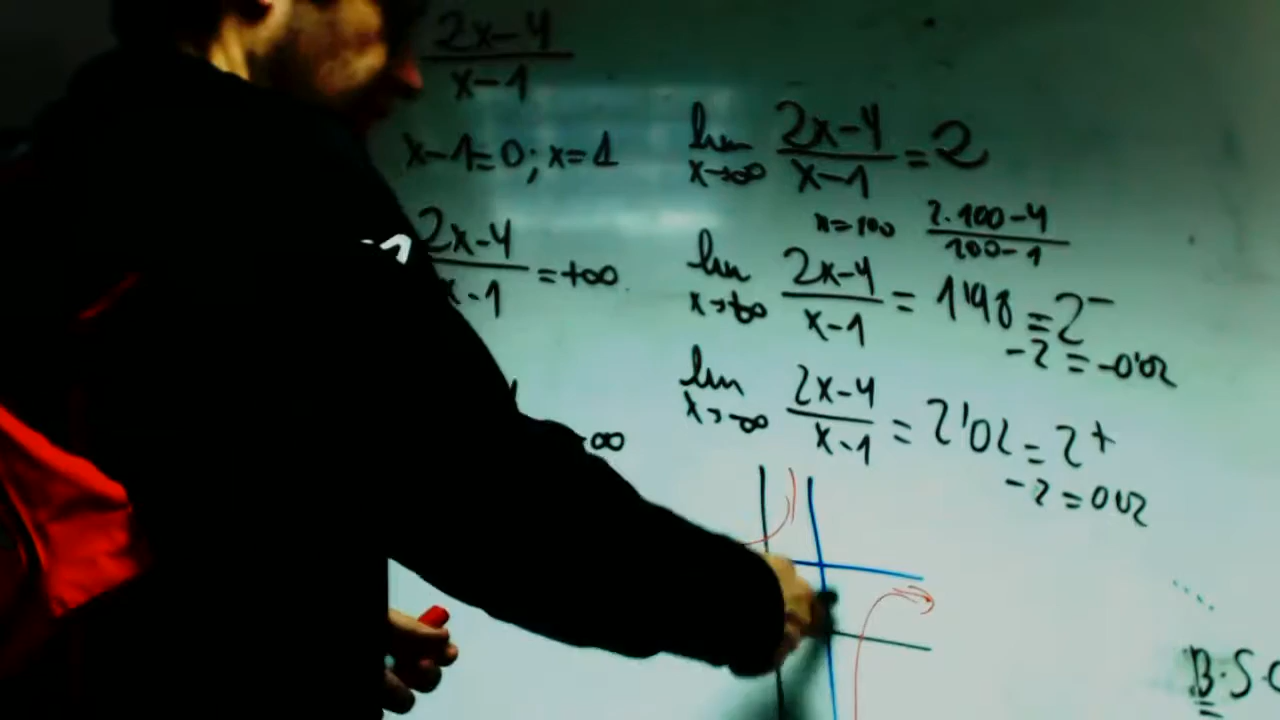 2x-4
x-1
x-1=0; x=1
2x-4
x-1 =+∞
∞
lim 2x-4 = 2
x→∞ x-1
x=100 2·100-4
100-1
lim 2x-4 = 1'98 = 2⁻
x→+∞ x-1
-2 = -0'02
lim 2x-4 = 2'02 = 2⁺
x→-∞ x-1
-2 = 002
B·S·